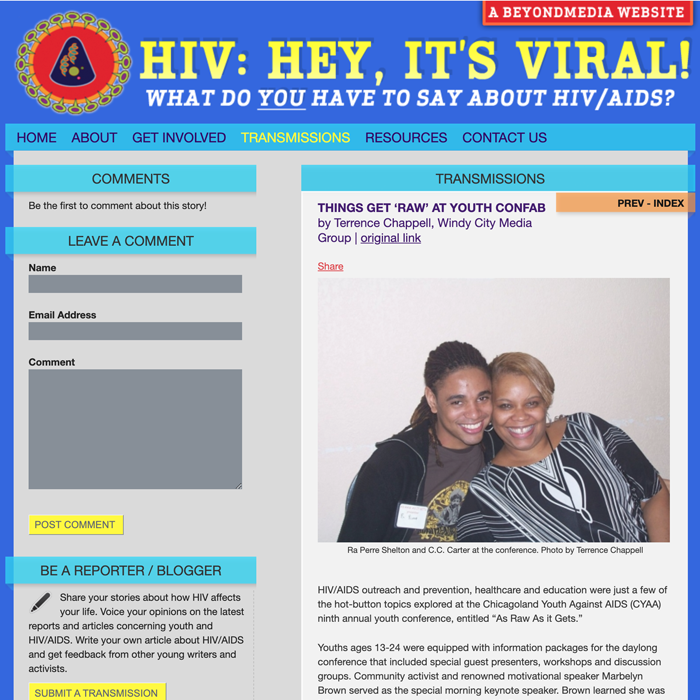 A BEYONDMEDIA WEBSITE
HIV: HEY, IT'S VIRAL!
WHAT DO YOU HAVE TO SAY ABOUT HIV/AIDS?
HOME ABOUT GET INVOLVED TRANSMISSIONS RESOURCES CONTACT US
COMMENTS
Be the first to comment about this story!
LEAVE A COMMENT
Name
Email Address
Comment
POST COMMENT
BE A REPORTER / BLOGGER
Share your stories about how HIV affects
your life. Voice your opinions on the latest
reports and articles concerning youth and
HIV/AIDS. Write your own article about HIV/AIDS
and get feedback from other young writers and
activists.
SUBMIT A TRANSMISSION
TRANSMISSIONS
PREV - INDEX
THINGS GET ‘RAW’ AT YOUTH CONFAB
by Terrence Chappell, Windy City Media
Group | original link
Share
Ra Perre Shelton and C.C. Carter at the conference. Photo by Terrence Chappell
HIV/AIDS outreach and prevention, healthcare and education were just a few of
the hot-button topics explored at the Chicagoland Youth Against AIDS (CYAA)
ninth annual youth conference, entitled “As Raw As it Gets.”
Youths ages 13-24 were equipped with information packages for the daylong
conference that included special guest presenters, workshops and discussion
groups. Community activist and renowned motivational speaker Marbelyn
Brown served as the special morning keynote speaker. Brown learned she was